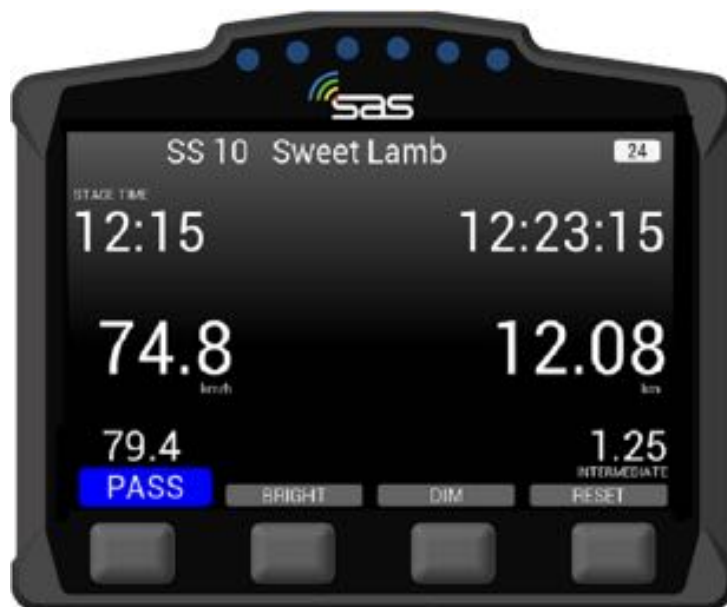 sas
SS 10 Sweet Lamb 24
STAGE TIME
12:15 12:23:15
74.8 12.08
km/h km
79.4 1.25
INTERMEDIATE
PASS BRIGHT DIM RESET